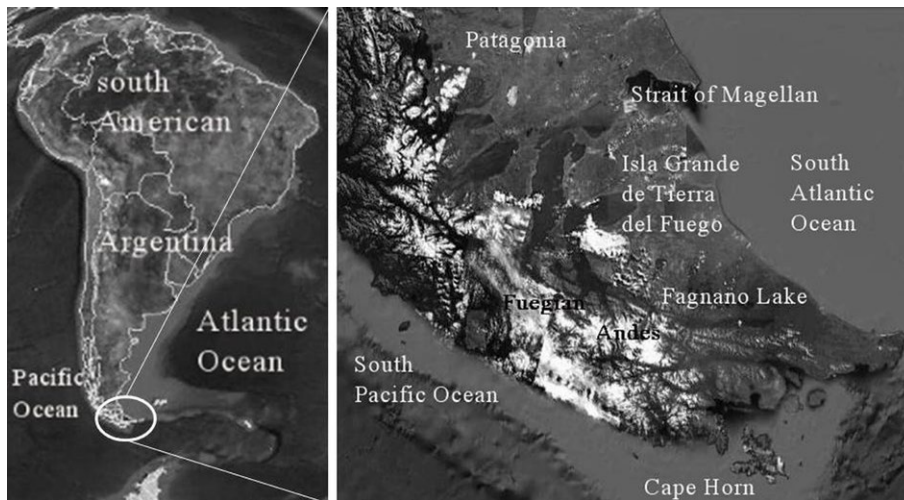 south
American
Argentina
Atlantic
Ocean
Pacific
Ocean
Patagonia
Strait of Magellan
Isla Grande
de Tierra
del Fuego
South
Atlantic
Ocean
Fagnano Lake
Fuegian
Andes
South
Pacific Ocean
Cape Horn